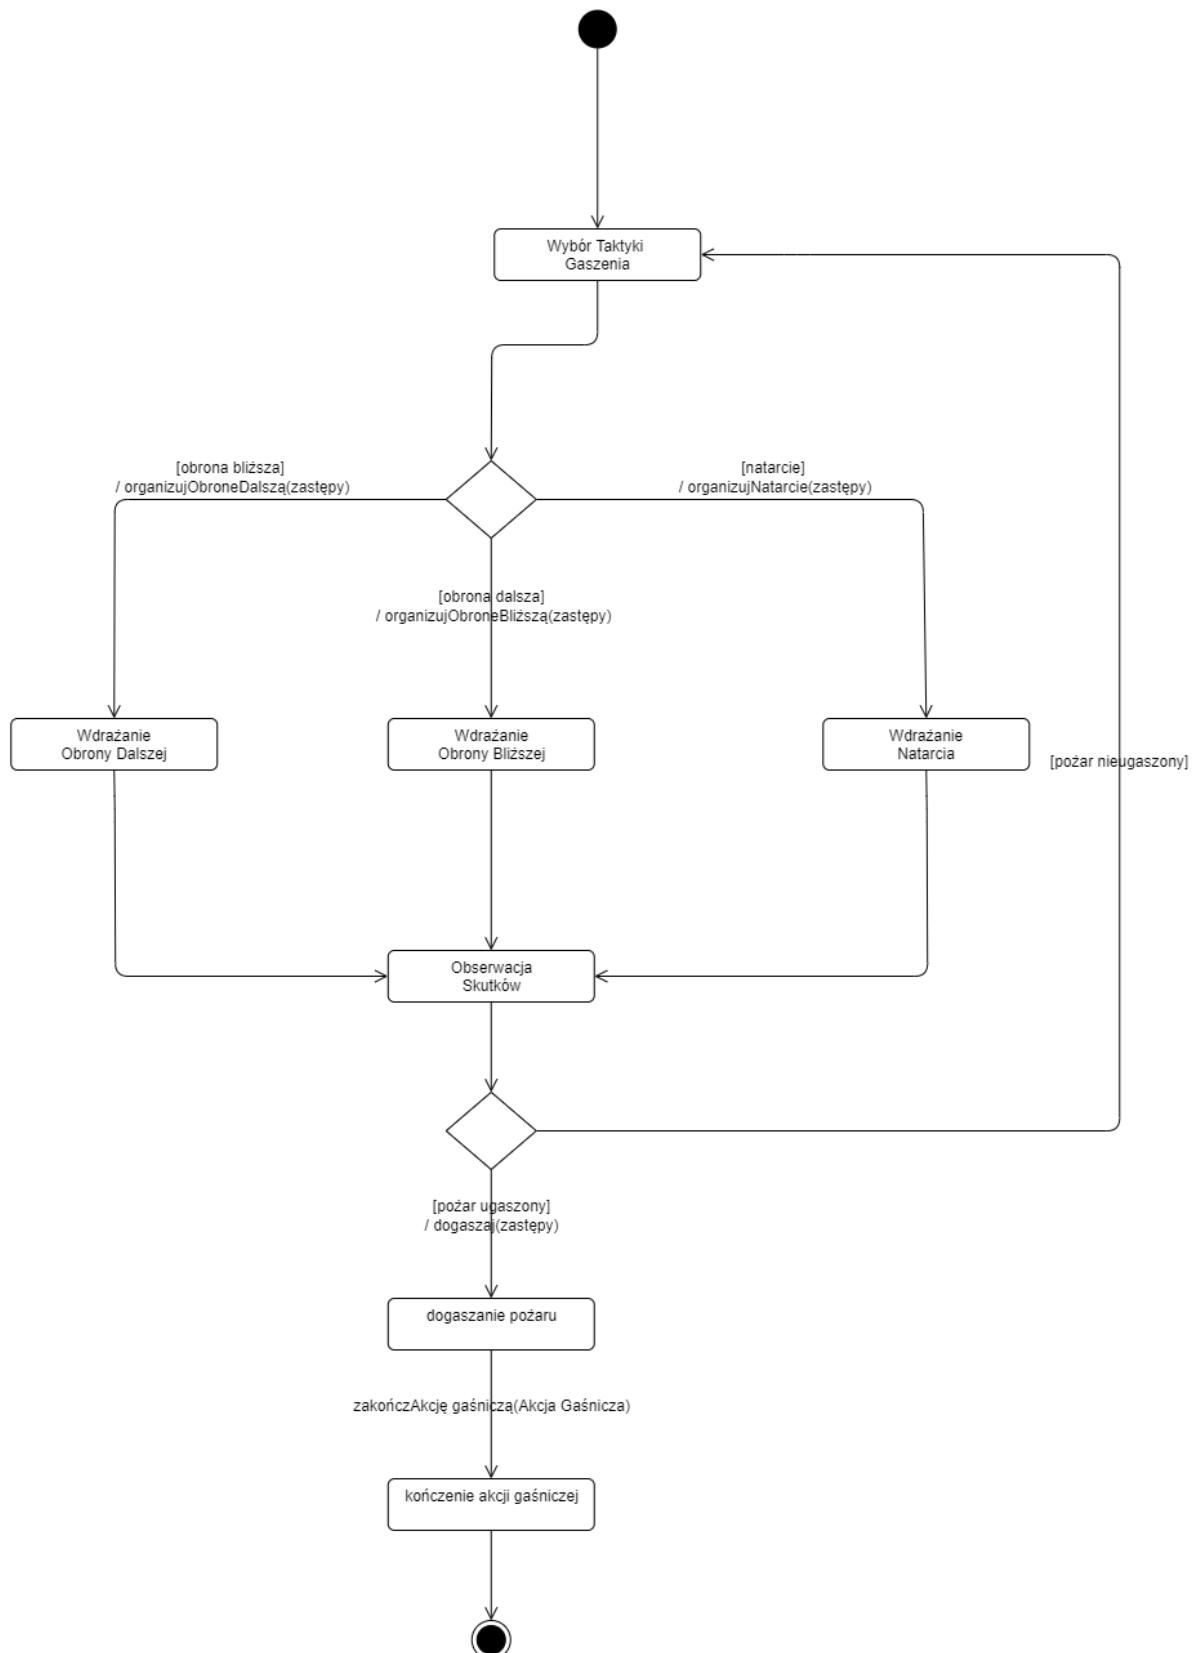 Wybór Taktyki
Gaszenia
[obrona bliższa]
/ organizujObroneDalszą(zastępy)
[natarcie]
/ organizujNatarcie(zastępy)
[obrona dalsza]
/ organizujObroneBliższą(zastępy)
Wdrażanie
Obrony Dalszej
Wdrażanie
Obrony Bliższej
Wdrażanie
Natarcia
[pożar nieugaszony]
Obserwacja
Skutków
[pożar ugaszony]
/ dogaszaj(zastępy)
dogaszanie pożaru
zakończAkcję gaśniczą(Akcja Gaśnicza)
kończenie akcji gaśniczej